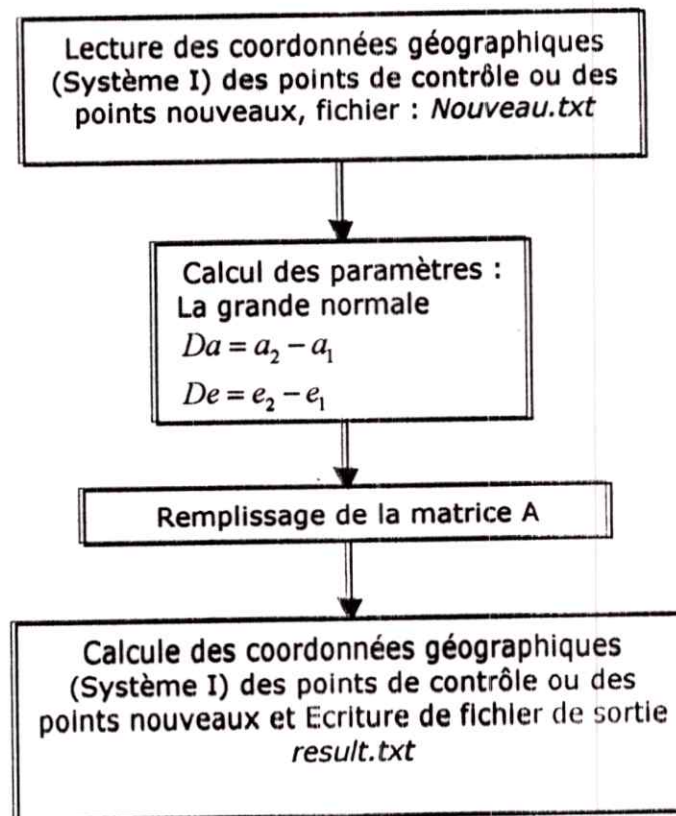 Lecture des coordonnées géographiques
(Système I) des points de contrôle ou des
points nouveaux, fichier : Nouveau.txt
Calcul des paramètres :
La grande normale
Da = a₂ − a₁
De = e₂ − e₁
Remplissage de la matrice A
Calcule des coordonnées géographiques
(Système I) des points de contrôle ou des
points nouveaux et Ecriture de fichier de sortie
result.txt